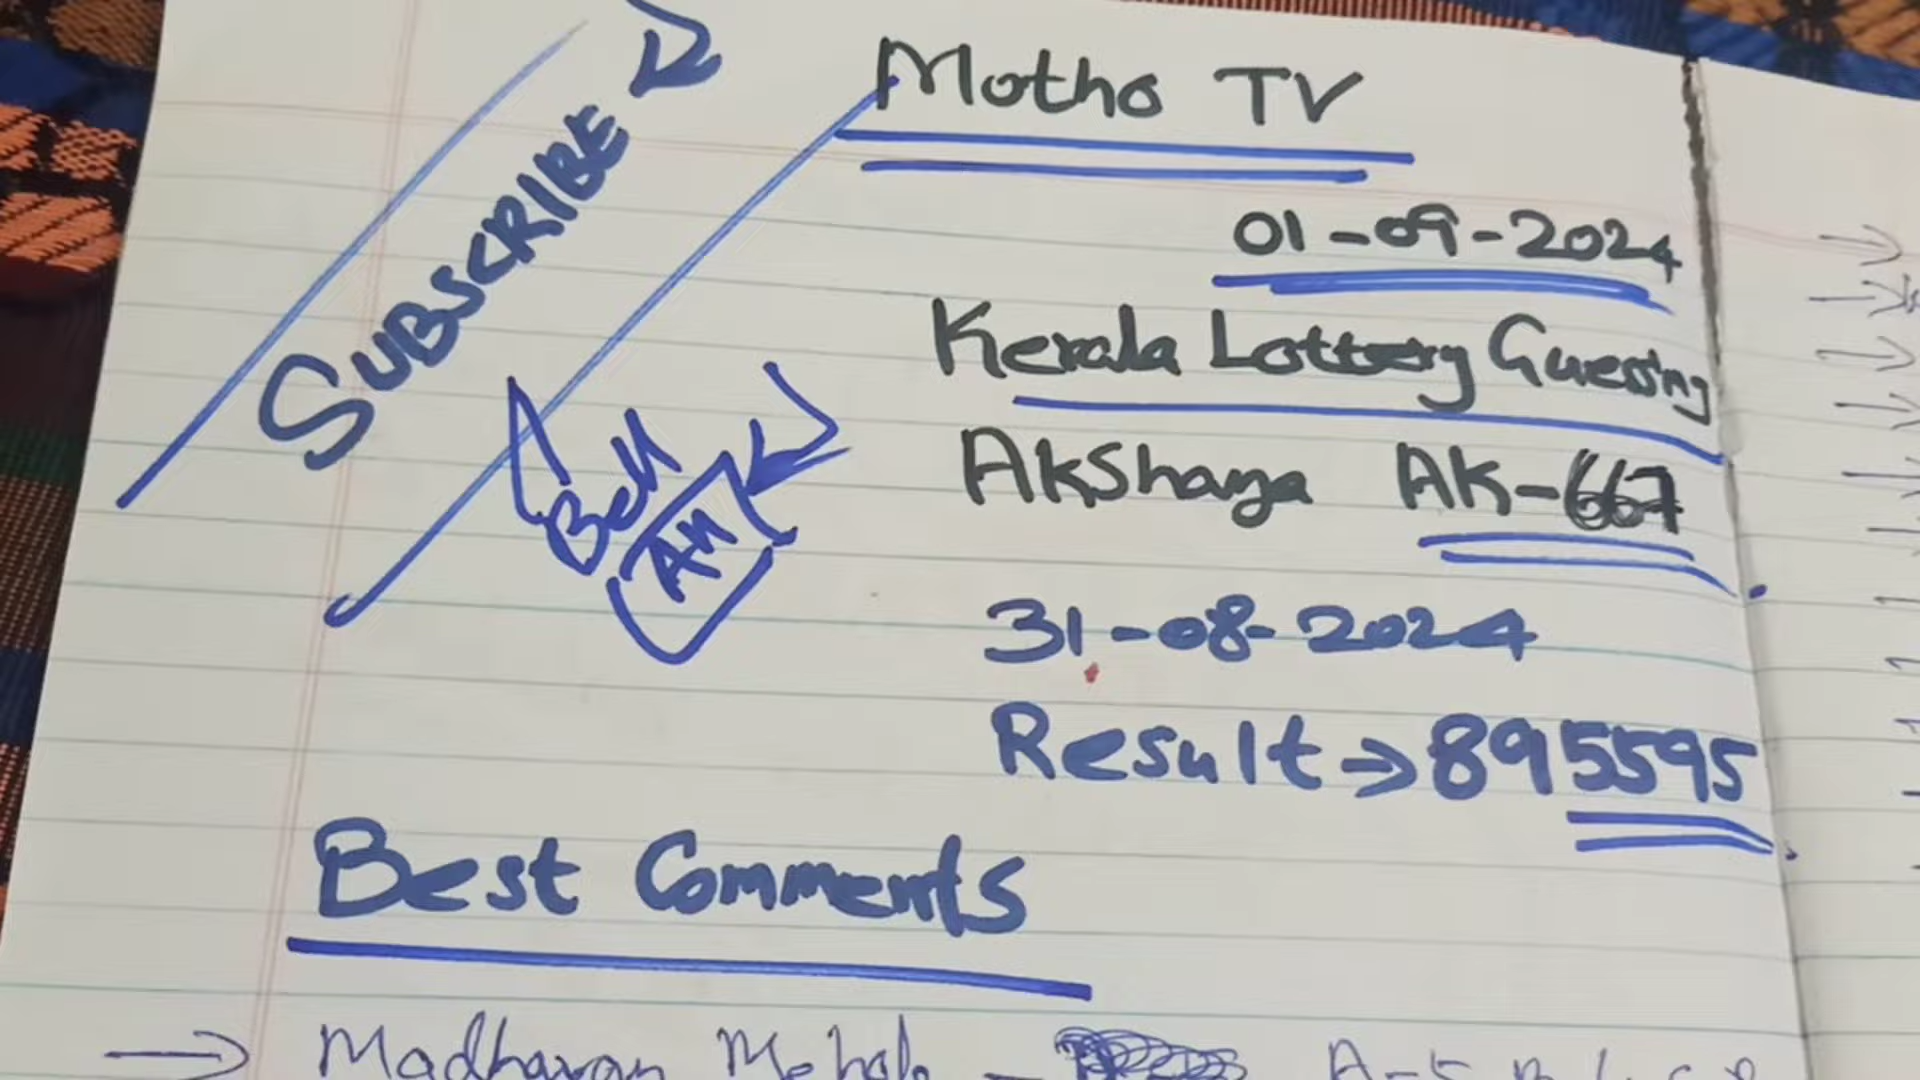 Motho TV
SUBSCRIBE
01-09-2024
Kerala Lottery Guessing
Bell
All
AKShaya AK-667
31-08-2024
Result → 895595
Best Comments
→ Madhavan